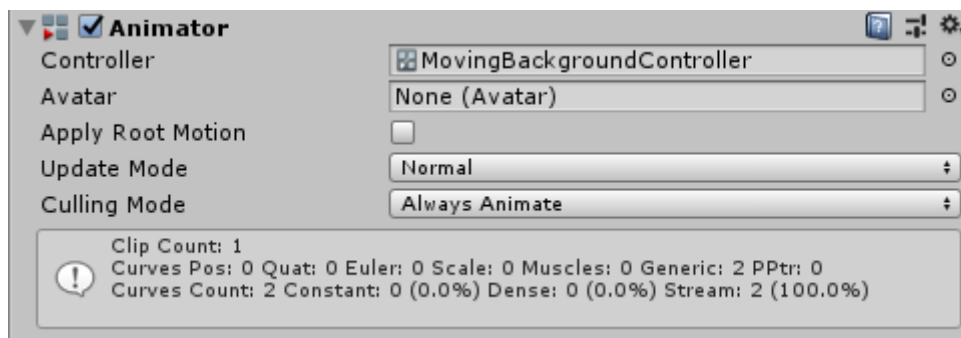 Animator
Controller MovingBackgroundController
Avatar None (Avatar)
Apply Root Motion
Update Mode Normal
Culling Mode Always Animate
Clip Count: 1
Curves Pos: 0 Quat: 0 Euler: 0 Scale: 0 Muscles: 0 Generic: 2 PPtr: 0
Curves Count: 2 Constant: 0 (0.0%) Dense: 0 (0.0%) Stream: 2 (100.0%)